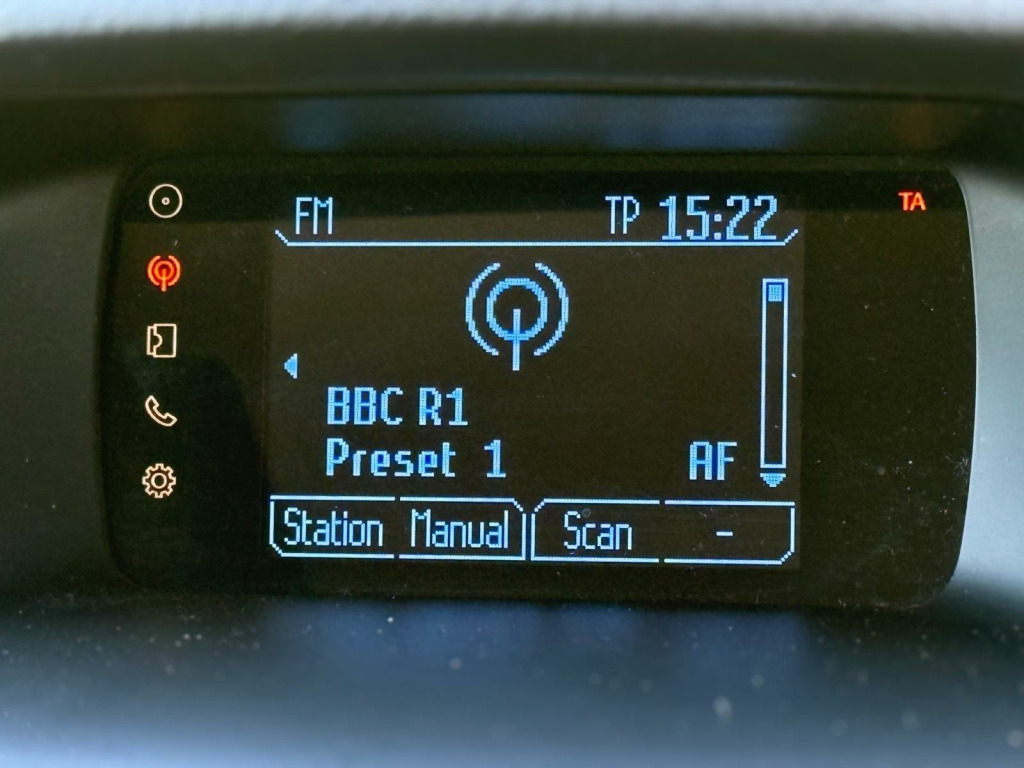 FM TP 15:22 TA
BBC R1
Preset 1 AF
Station Manual Scan -